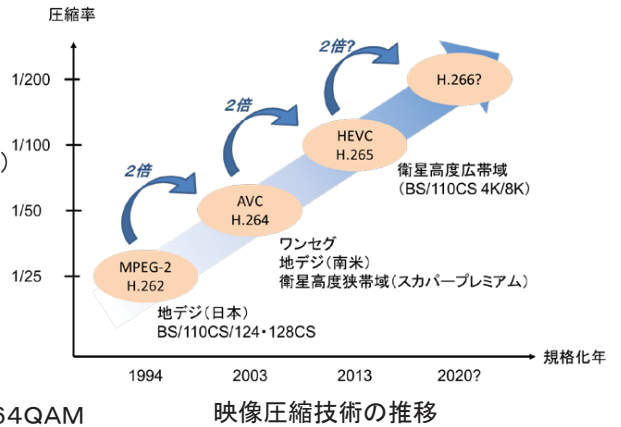 圧縮率
2倍?
1/200
H.266?
2倍
1/100
HEVC
H.265
)
衛星高度広帯域
(BS/110CS 4K/8K)
2倍
AVC
H.264
1/50
ワンセグ
地デジ(南米)
衛星高度狭帯域(スカパープレミアム)
1/25
MPEG-2
H.262
地デジ(日本)
BS/110CS/124・128CS
規格化年
1994
2003
2013
2020?
64QAM
映像圧縮技術の推移